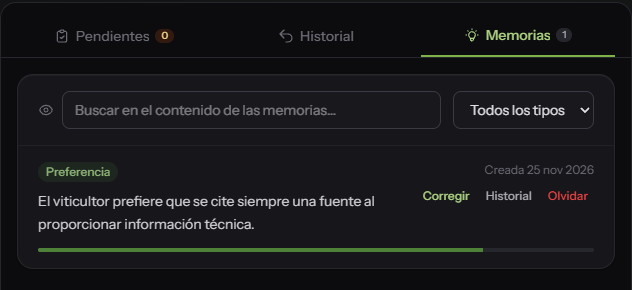 Pendientes 0 Historial Memorias 1
Buscar en el contenido de las memorias... Todos los tipos
Preferencia Creada 25 nov 2026
El viticultor prefiere que se cite siempre una fuente al Corregir Historial Olvidar
proporcionar información técnica.